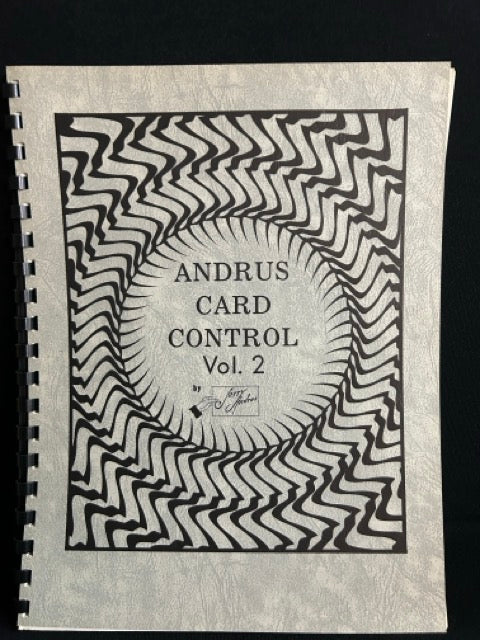 ANDRUS
CARD
CONTROL
Vol. 2
by
Jerry
Andrus